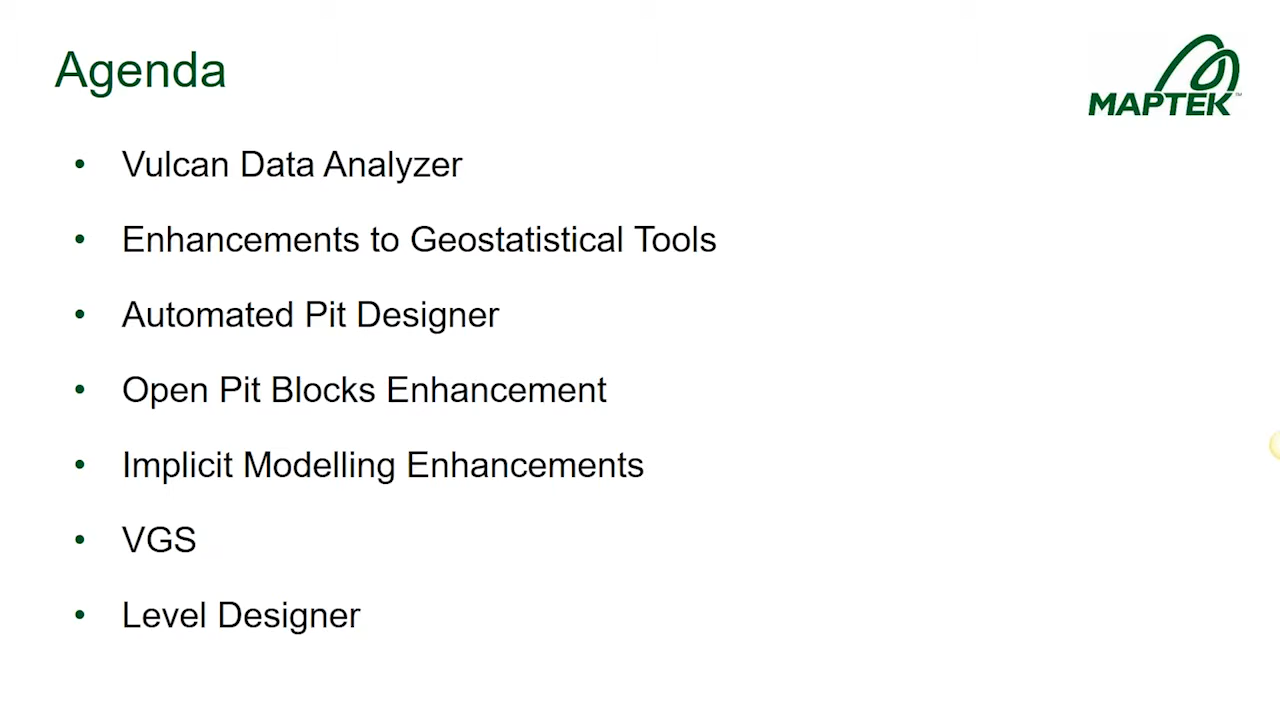 Agenda
MAPTEK™
• Vulcan Data Analyzer
• Enhancements to Geostatistical Tools
• Automated Pit Designer
• Open Pit Blocks Enhancement
• Implicit Modelling Enhancements
• VGS
• Level Designer